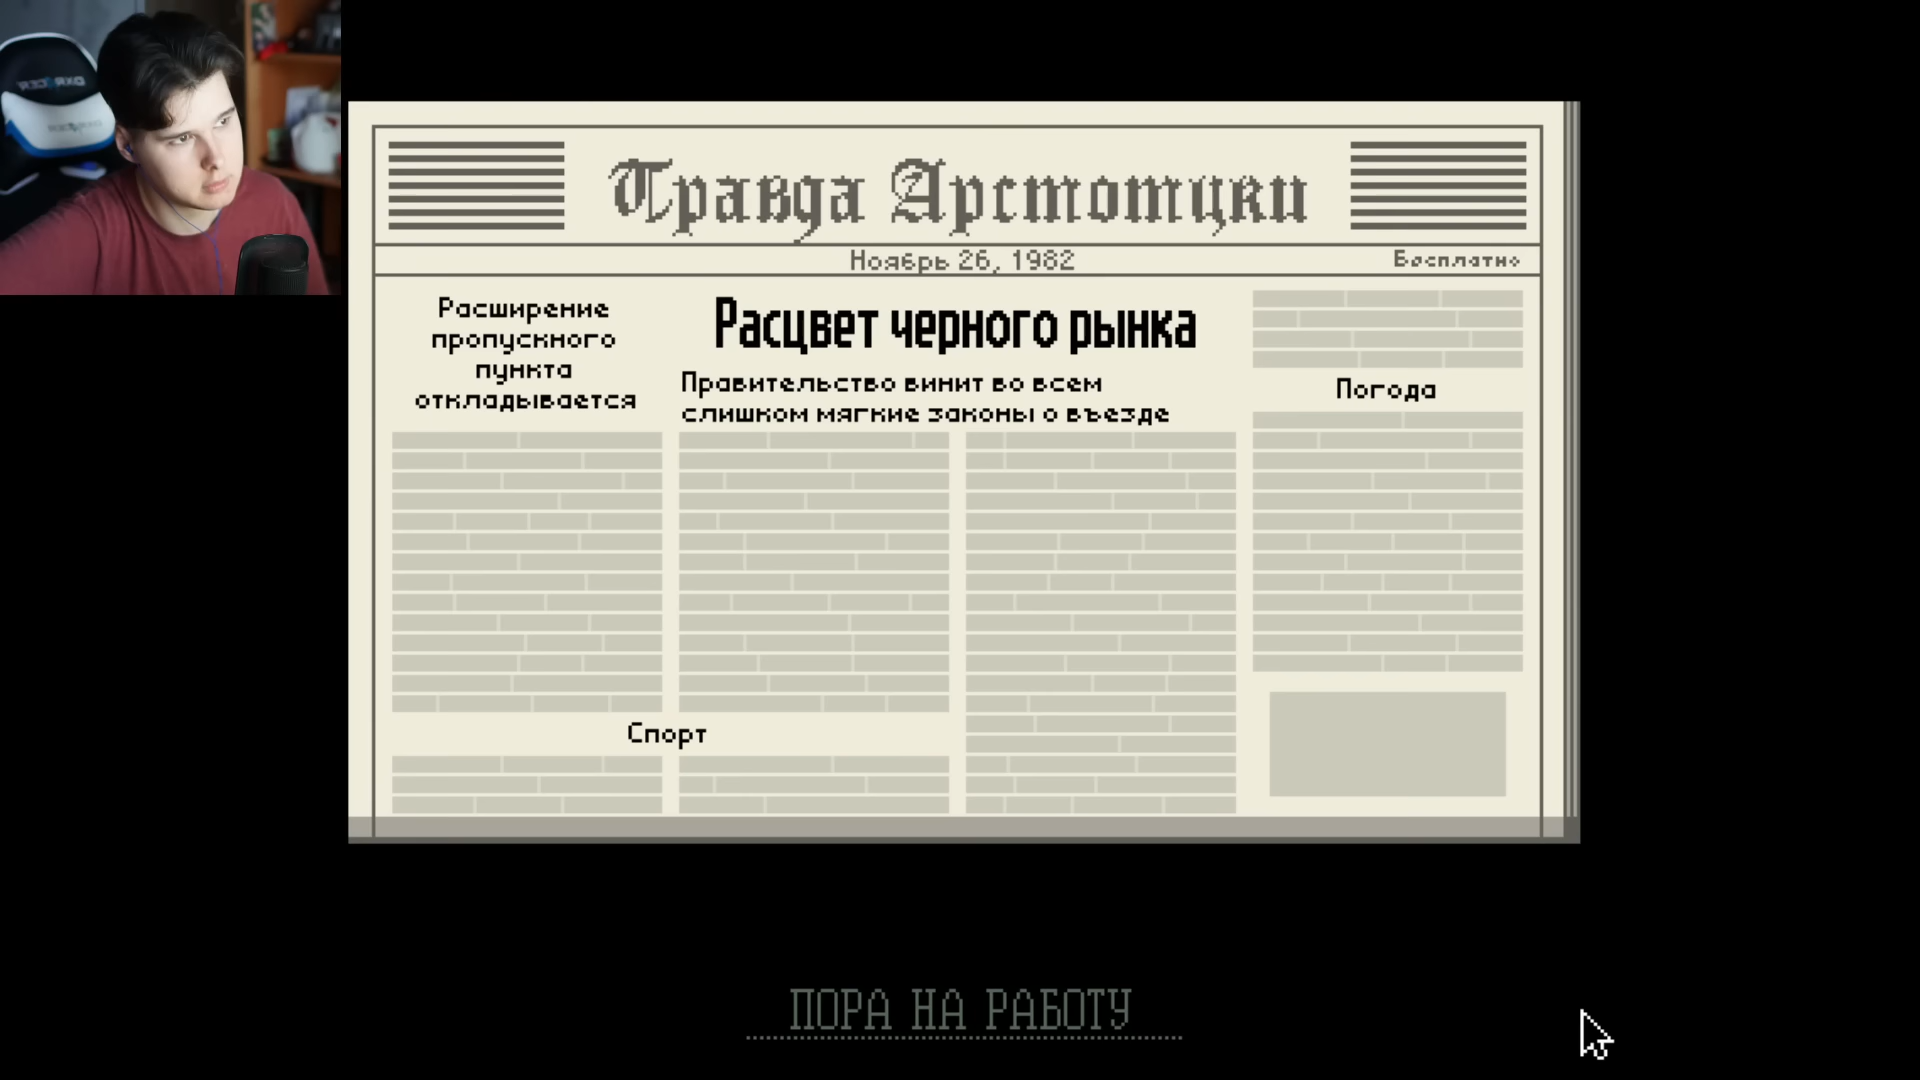 Правда Арстотцки
Ноябрь 26, 1982
Бесплатно
Расширение
пропускного
пункта
откладывается
Расцвет черного рынка
Правительство винит во всем
слишком мягкие законы о въезде
Погода
Спорт
ПОРА НА РАБОТУ